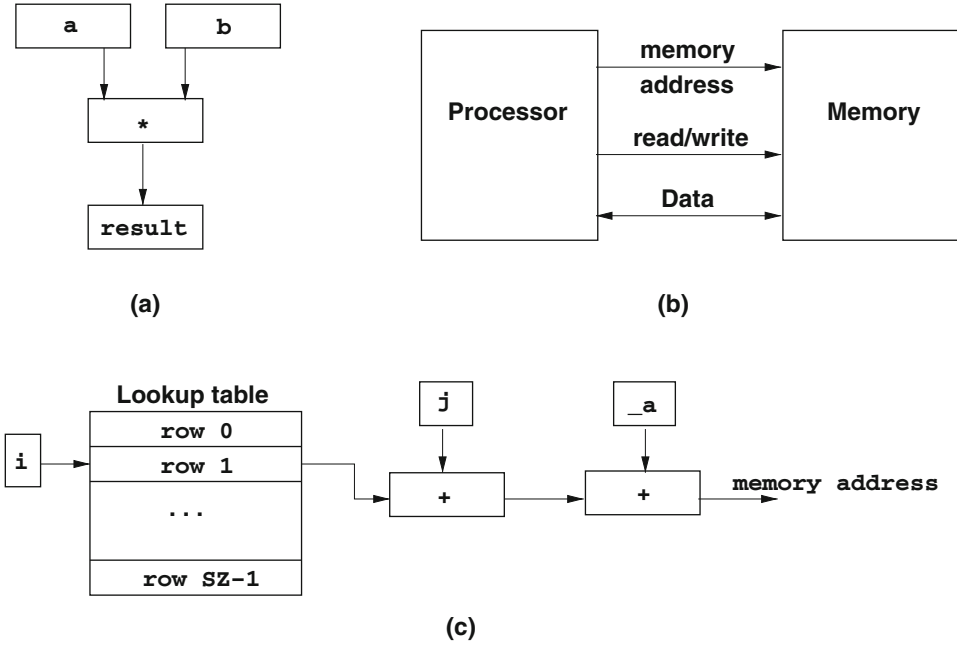 a
b
*
result
(a)
Processor
memory
address
read/write
Data
Memory
(b)
Lookup table
i
row 0
row 1
...
row SZ-1
j
+
_a
+
memory address
(c)